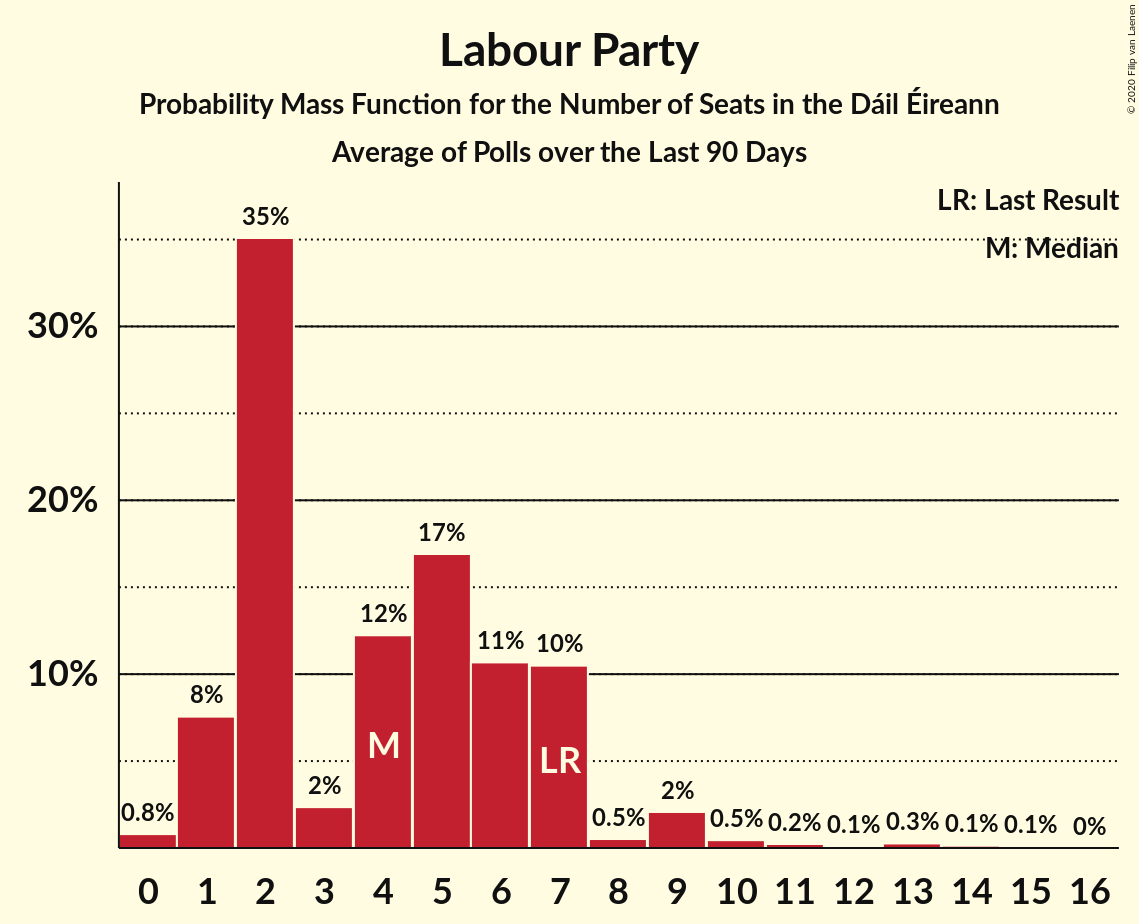 Labour Party
Probability Mass Function for the Number of Seats in the Dáil Éireann
Average of Polls over the Last 90 Days
© 2020 Filip van Laenen
LR: Last Result
M: Median
35%
30%
20%
17%
12%
11%
10%
10%
8%
M
LR
2%
2%
0.8%
0.5%
0.5%
0.2%
0.1%
0.3%
0.1%
0.1%
0%
0 1 2 3 4 5 6 7 8 9 10 11 12 13 14 15 16